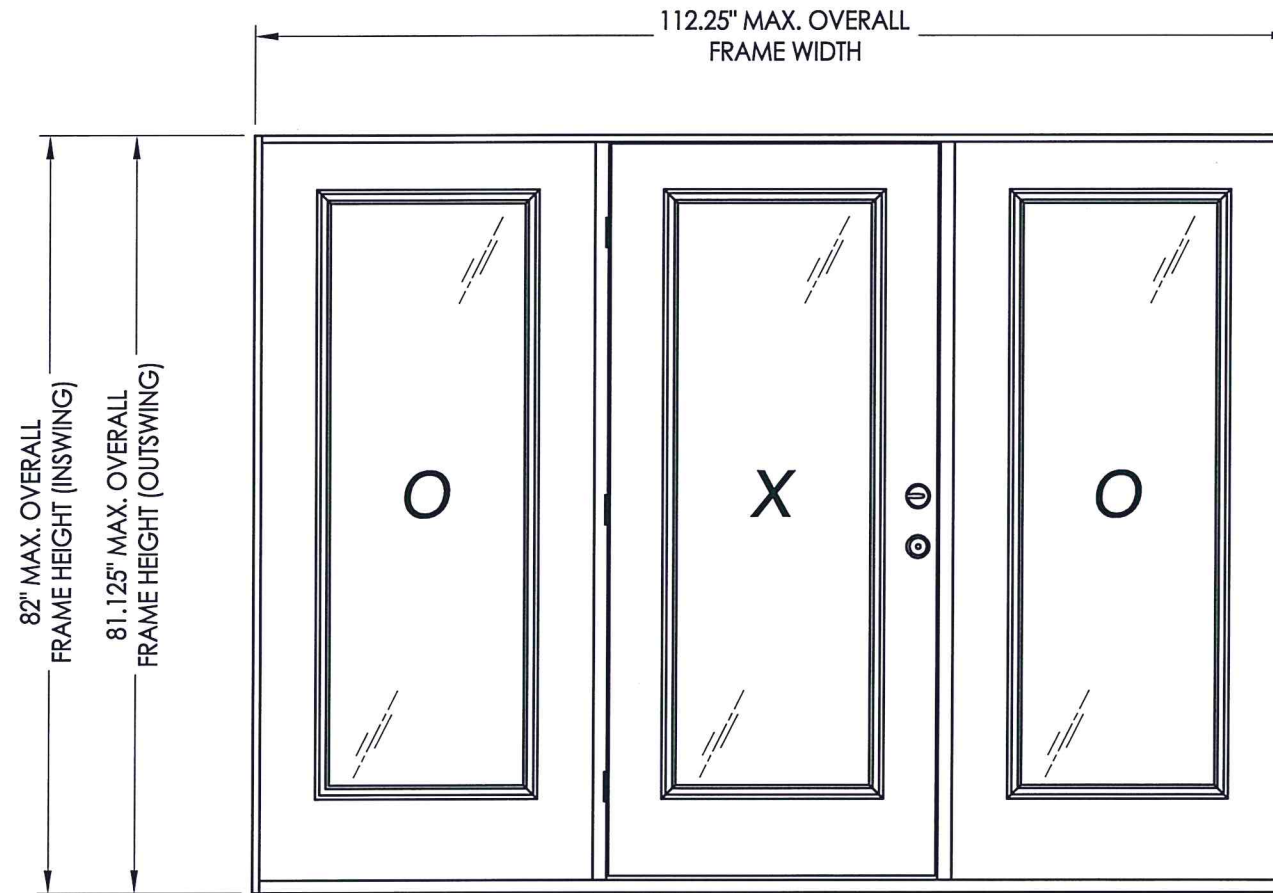 112.25" MAX. OVERALL
FRAME WIDTH
82" MAX. OVERALL
FRAME HEIGHT (INSWING)
81.125" MAX. OVERALL
FRAME HEIGHT (OUTSWING)
O
X
O